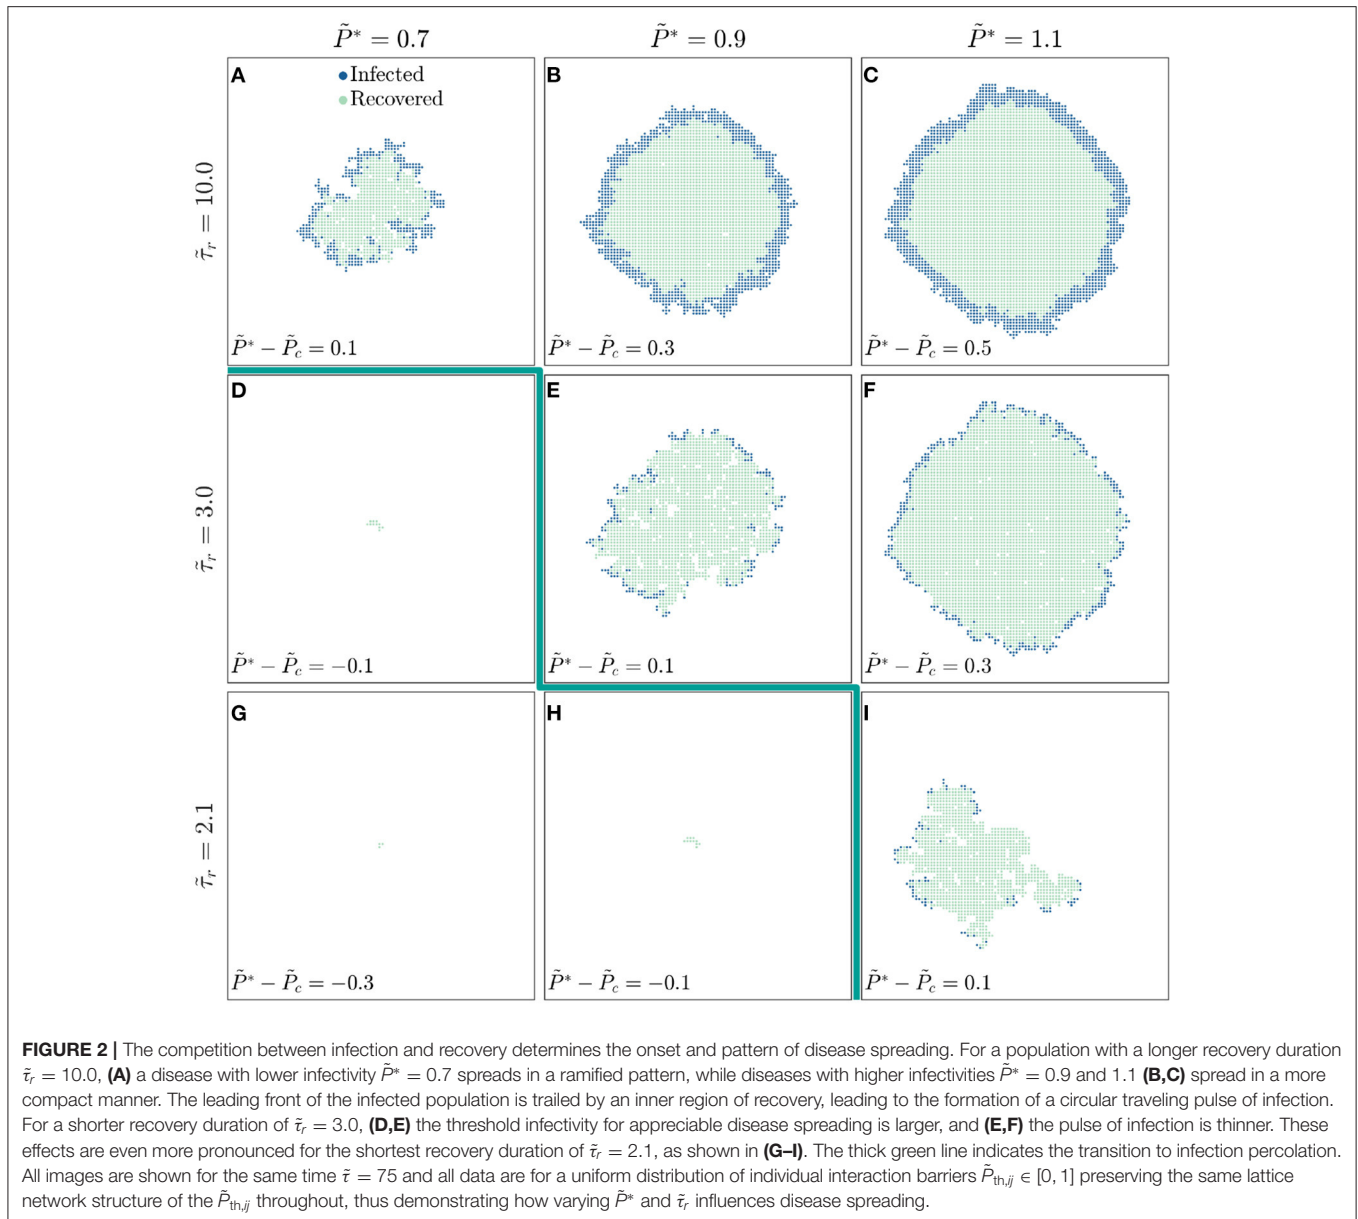 P̃* = 0.7 P̃* = 0.9 P̃* = 1.1
τ̃r = 10.0
A
Infected
Recovered
P̃* − P̃c = 0.1
B
P̃* − P̃c = 0.3
C
P̃* − P̃c = 0.5
τ̃r = 3.0
D
P̃* − P̃c = −0.1
E
P̃* − P̃c = 0.1
F
P̃* − P̃c = 0.3
τ̃r = 2.1
G
P̃* − P̃c = −0.3
H
P̃* − P̃c = −0.1
I
P̃* − P̃c = 0.1
FIGURE 2 | The competition between infection and recovery determines the onset and pattern of disease spreading. For a population with a longer recovery duration
τ̃r = 10.0, (A) a disease with lower infectivity P̃* = 0.7 spreads in a ramified pattern, while diseases with higher infectivities P̃* = 0.9 and 1.1 (B,C) spread in a more
compact manner. The leading front of the infected population is trailed by an inner region of recovery, leading to the formation of a circular traveling pulse of infection.
For a shorter recovery duration of τ̃r = 3.0, (D,E) the threshold infectivity for appreciable disease spreading is larger, and (E,F) the pulse of infection is thinner. These
effects are even more pronounced for the shortest recovery duration of τ̃r = 2.1, as shown in (G–I). The thick green line indicates the transition to infection percolation.
All images are shown for the same time τ̃ = 75 and all data are for a uniform distribution of individual interaction barriers P̃th,ij ∈ [0, 1] preserving the same lattice
network structure of the P̃th,ij throughout, thus demonstrating how varying P̃* and τ̃r influences disease spreading.